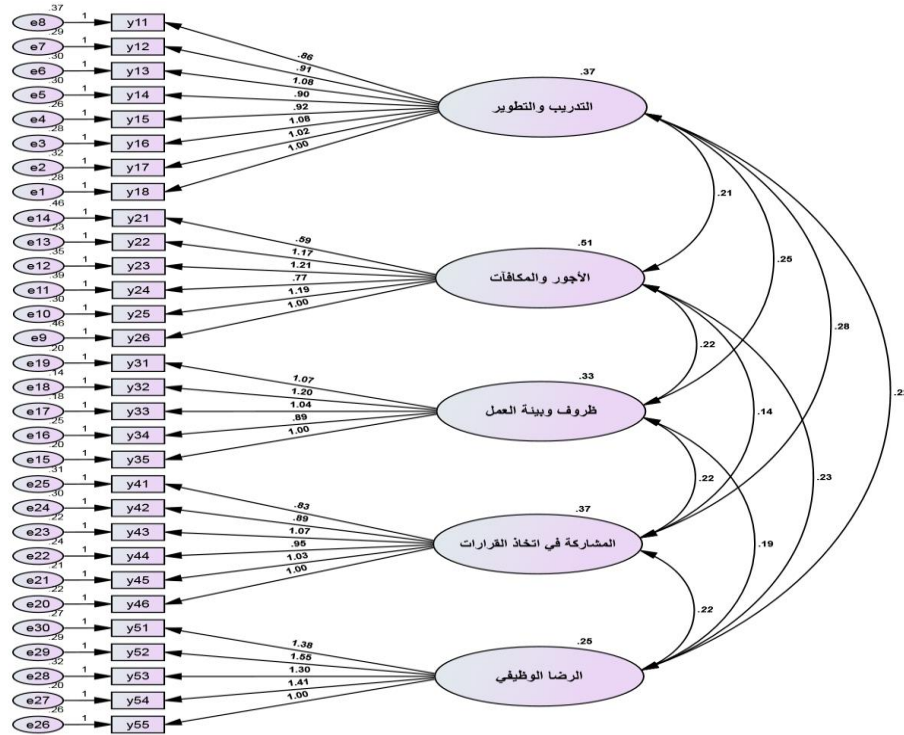 .37
e8 1 y11
.29
e7 1 y12
.30
e6 1 y13
.30
e5 1 y14
.26
e4 1 y15
.28
e3 1 y16
.32
e2 1 y17
.28
e1 1 y18
.86
.91
1.08
.90
.92
1.08
1.02
1.00
.37
التدريب والتطوير
.46
e14 1 y21
.23
e13 1 y22
.35
e12 1 y23
.39
e11 1 y24
.30
e10 1 y25
.46
e9 1 y26
.59
1.17
1.21
.77
1.19
1.00
.51
الأجور والمكافآت
.20
e19 1 y31
.14
e18 1 y32
.18
e17 1 y33
.25
e16 1 y34
.20
e15 1 y35
1.07
1.20
1.04
.89
1.00
.33
ظروف وبيئة العمل
.31
e25 1 y41
.30
e24 1 y42
.22
e23 1 y43
.24
e22 1 y44
.21
e21 1 y45
.22
e20 1 y46
.83
.89
1.07
.95
1.03
1.00
.37
المشاركة في اتخاذ القرارات
.27
e30 1 y51
.29
e29 1 y52
.32
e28 1 y53
.20
e27 1 y54
.26
e26 1 y55
1.38
1.55
1.30
1.41
1.00
.25
الرضا الوظيفي
.21
.25
.28
.22
.14
.23
.22
.19
.22